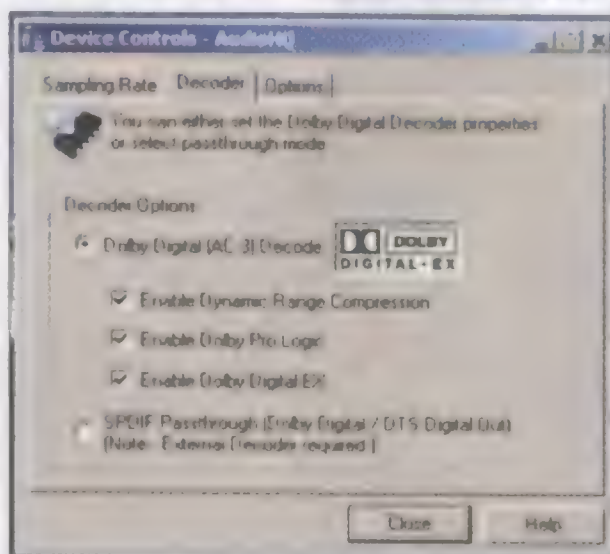 Device Controls - AudioHQ
Sampling Rate Decoder Options
You can either set the Dolby Digital Decoder properties
or select passthrough mode
Decoder Options
Dolby Digital (AC-3) Decode
DOLBY
DIGITAL-EX
Enable Dynamic Range Compression
Enable Dolby Pro Logic
Enable Dolby Digital EX
SPDIF Passthrough (Dolby Digital / DTS Digital Out)
(Note: External Decoder required.)
Close Help